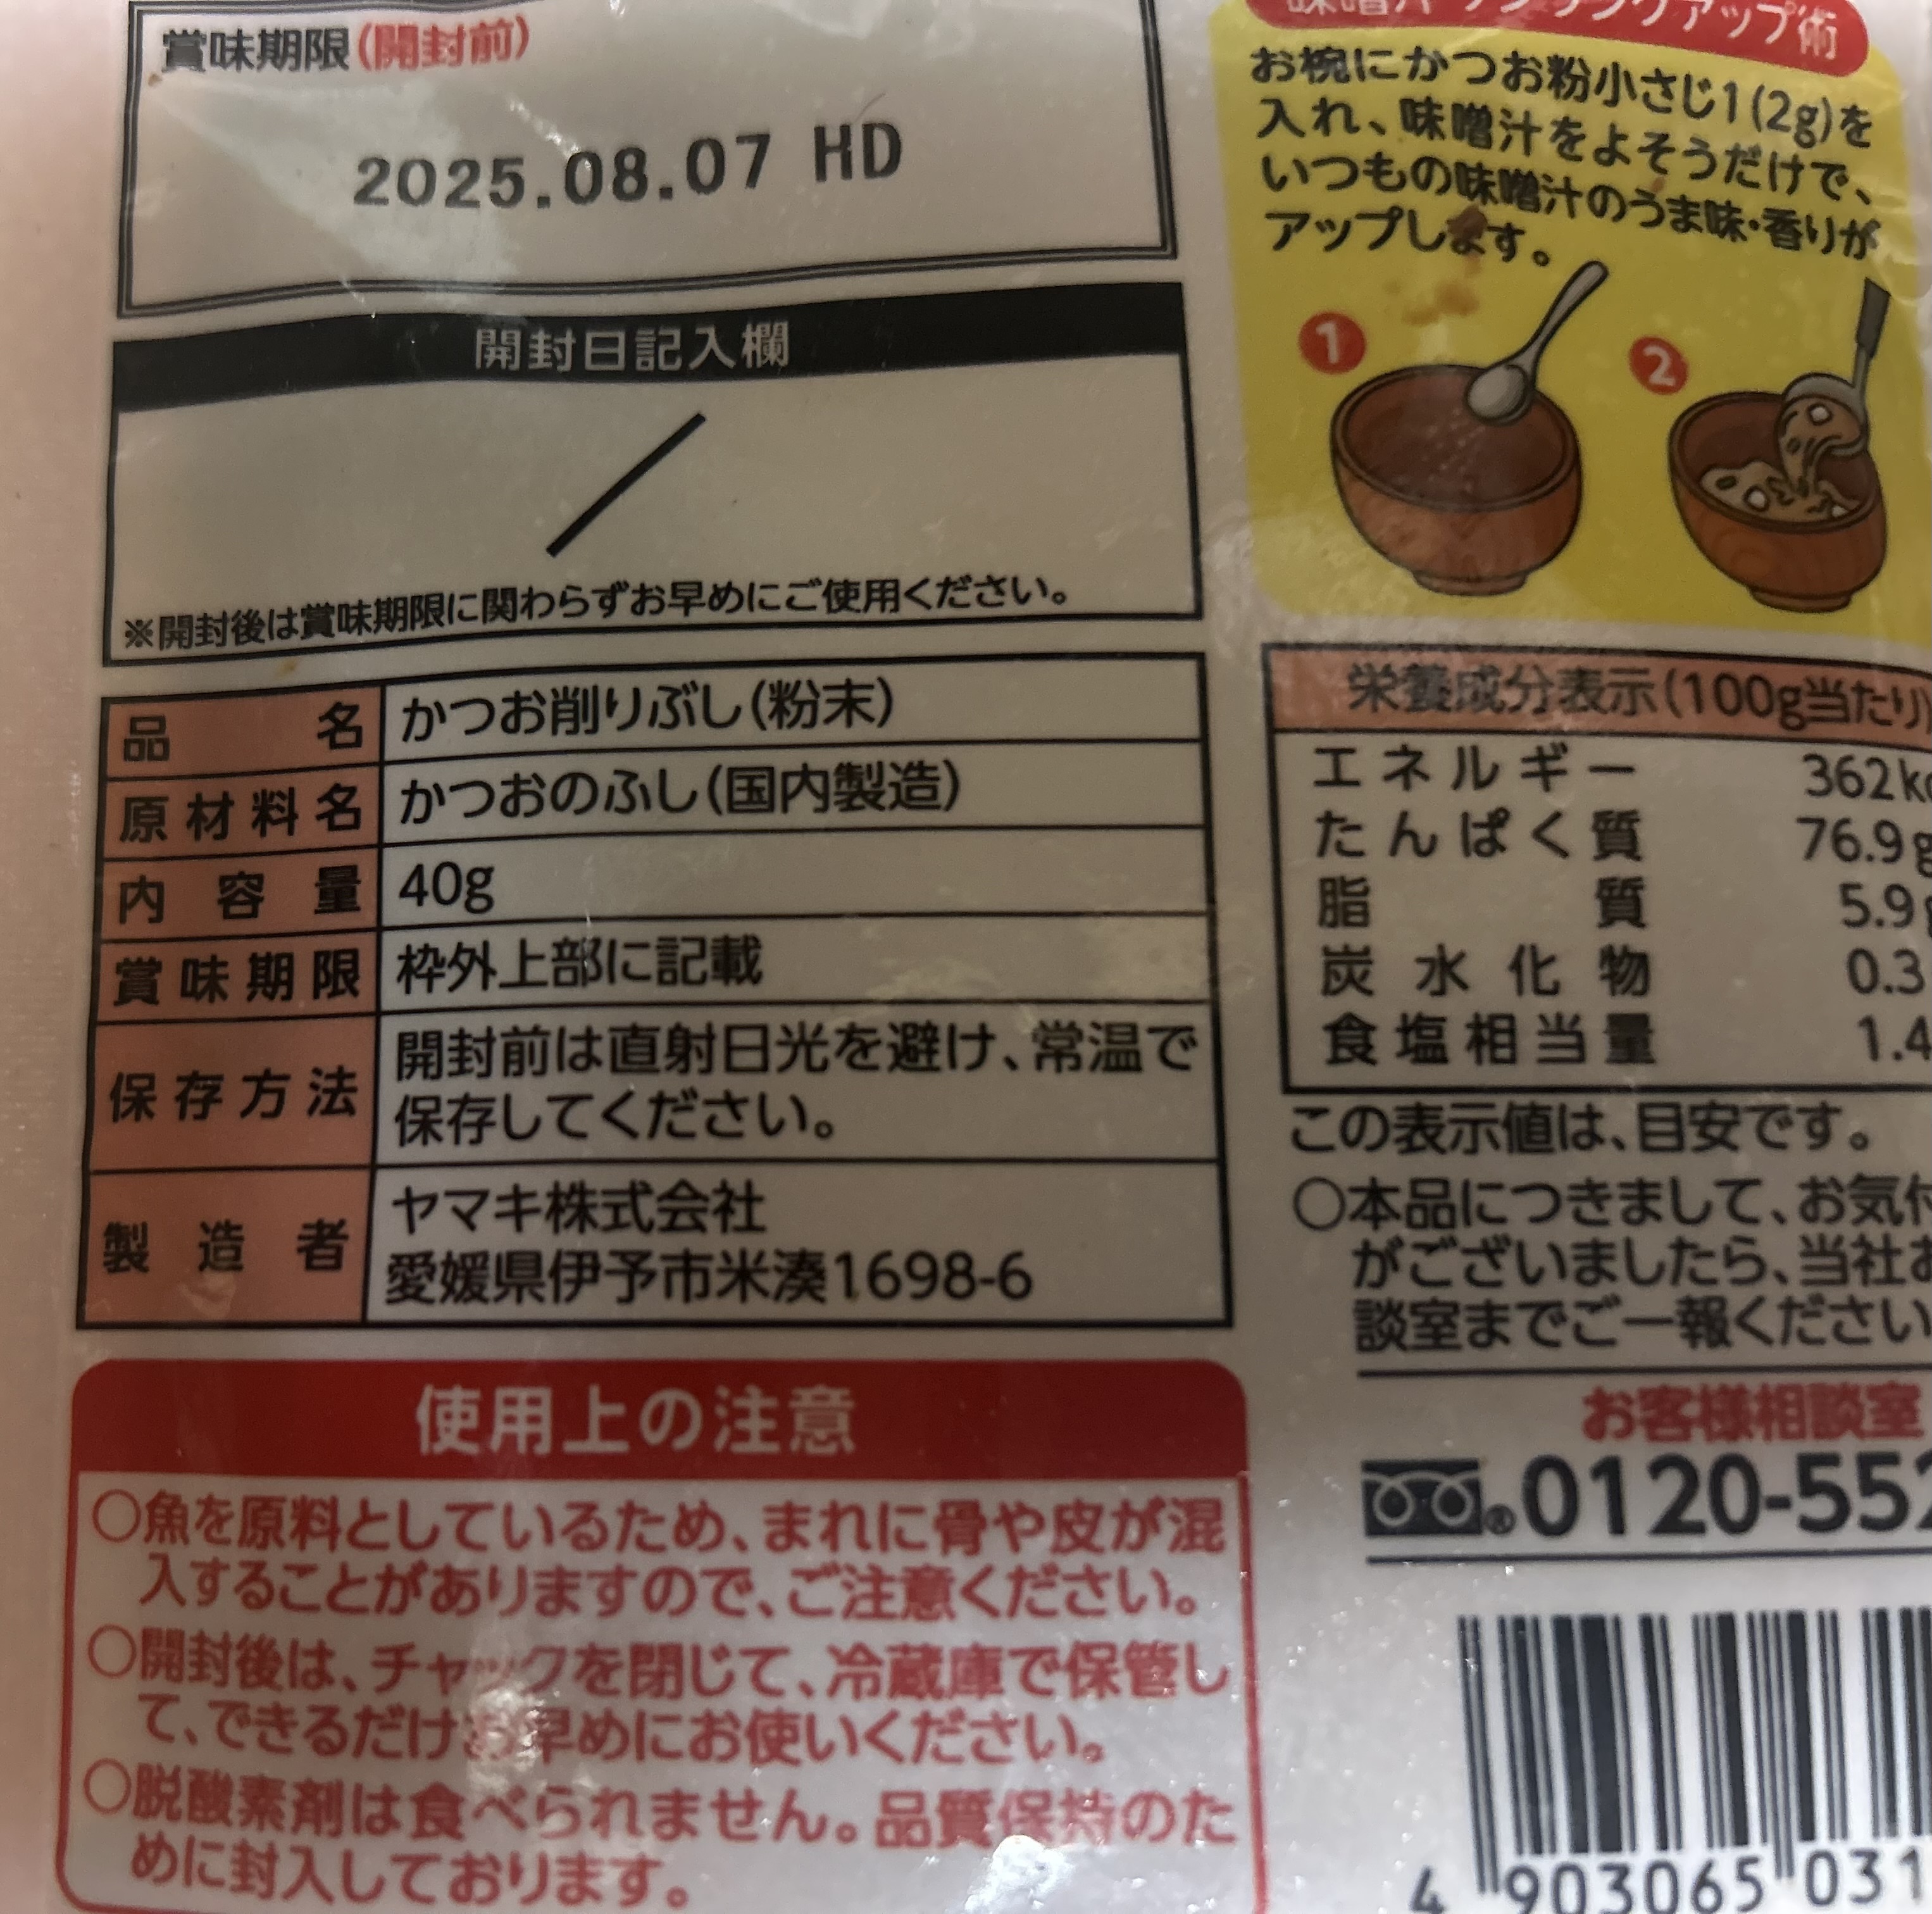 賞味期限(開封前)
2025.08.07 HD
開封日記入欄
※開封後は賞味期限に関わらずお早めにご使用ください。
品名 かつお削りぶし(粉末)
原材料名 かつおのふし(国内製造)
内容量 40g
賞味期限 枠外上部に記載
保存方法 開封前は直射日光を避け、常温で
保存してください。
製造者 ヤマキ株式会社
愛媛県伊予市米湊1698-6
使用上の注意
○魚を原料としているため、まれに骨や皮が混
入することがありますので、ご注意ください。
○開封後は、チャックを閉じて、冷蔵庫で保管し
て、できるだけお早めにお使いください。
○脱酸素剤は食べられません。品質保持のた
めに封入しております。
アップ術
お椀にかつお粉小さじ1(2g)を
入れ、味噌汁をよそうだけで、
いつもの味噌汁のうま味・香りが
アップします。
1
2
栄養成分表示(100g当たり)
エネルギー 362k
たんぱく質 76.9g
脂質 5.9g
炭水化物 0.3
食塩相当量 1.4
この表示値は、目安です。
○本品につきまして、お気付
がございましたら、当社お
談室までご一報ください
お客様相談室
0120-55
4 903065 031